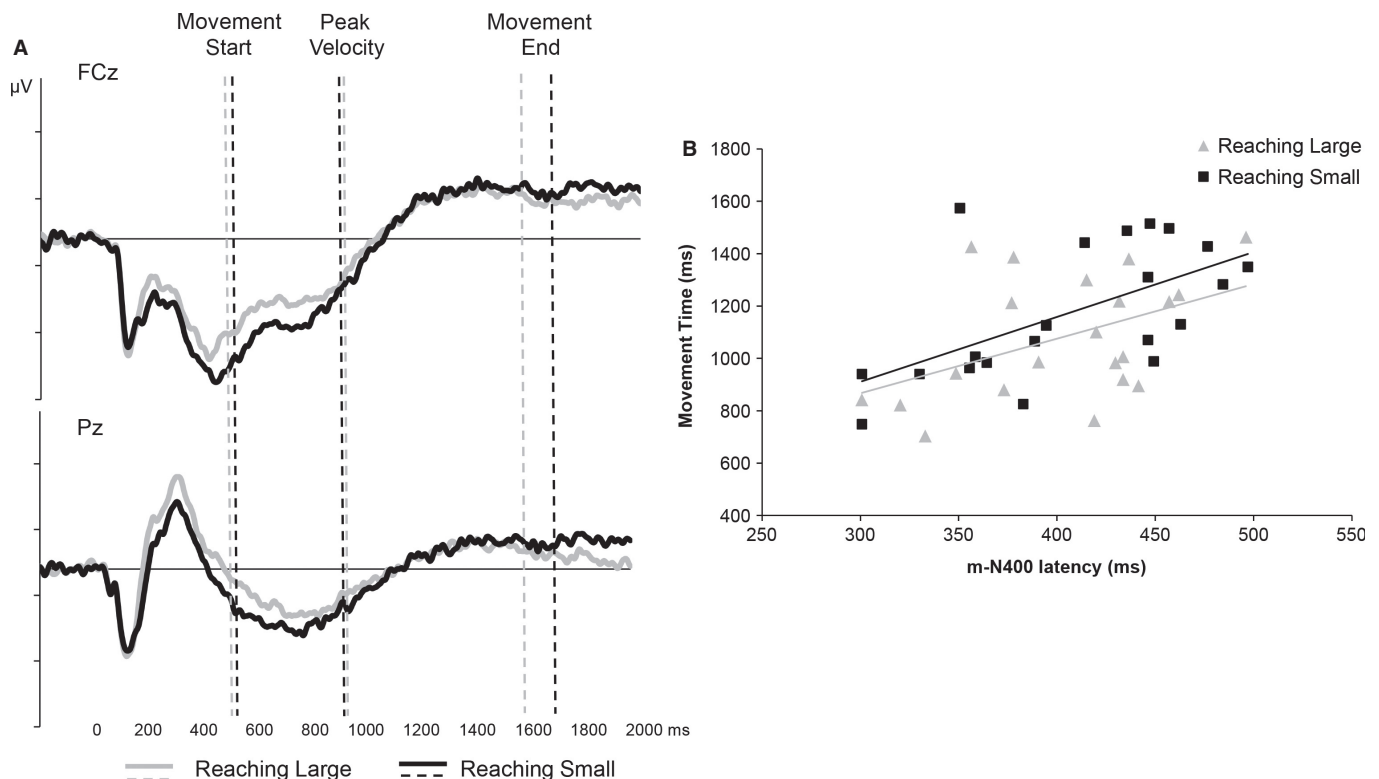 A
Movement Start
Peak Velocity
Movement End
µV
FCz
Pz
0 200 400 600 800 1000 1200 1400 1600 1800 2000 ms
Reaching Large Reaching Small
B
Reaching Large
Reaching Small
1800
1600
1400
1200
1000
800
600
400
Movement Time (ms)
250 300 350 400 450 500 550
m-N400 latency (ms)